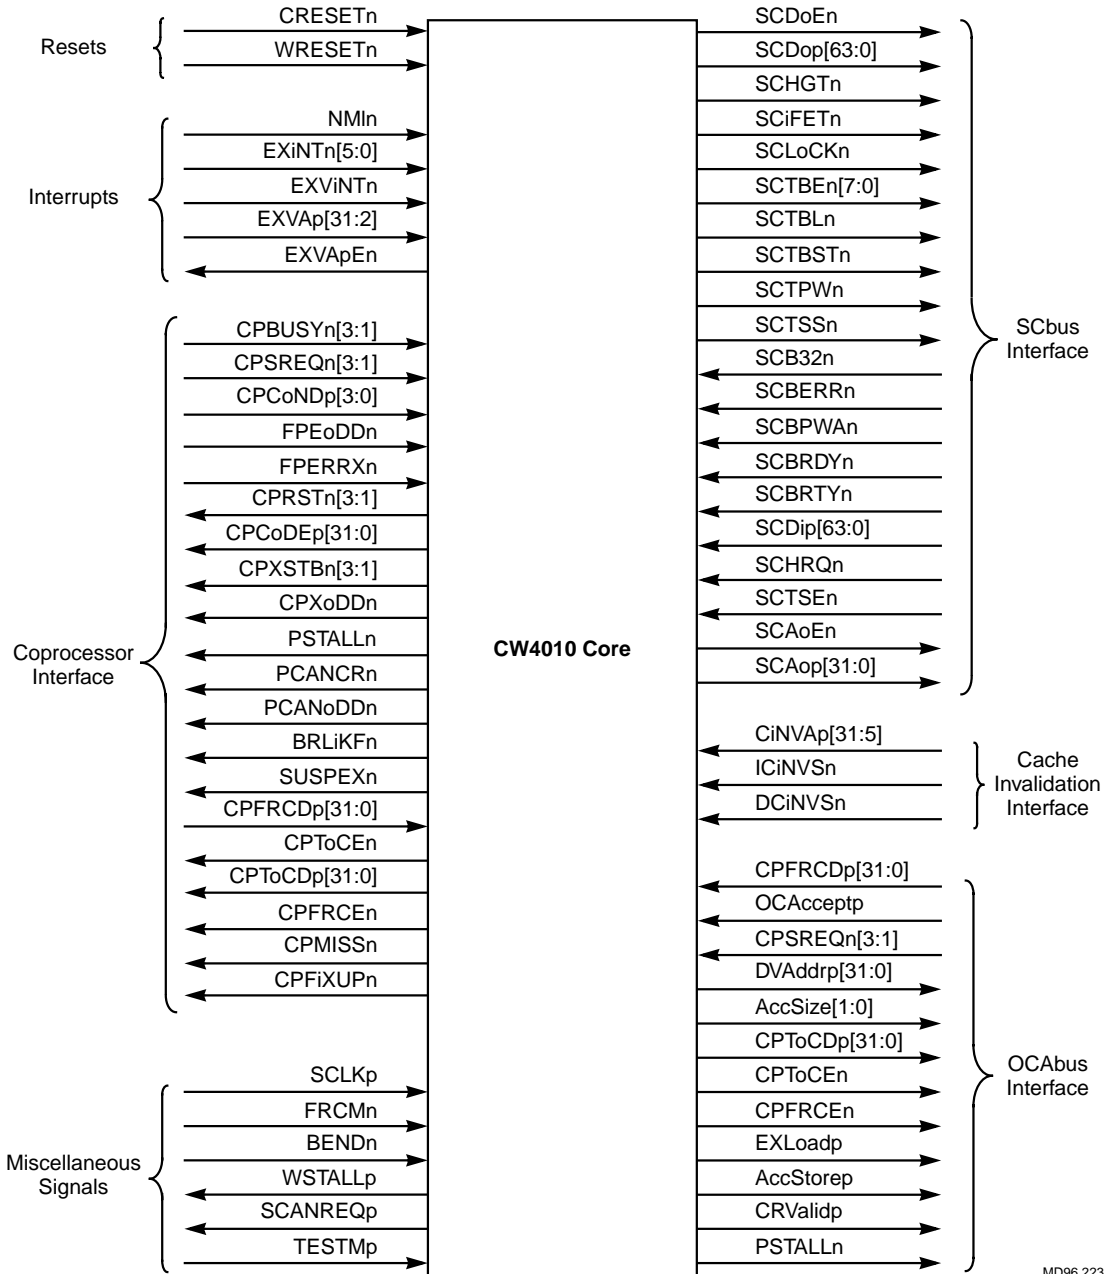 Resets
CRESETn
WRESETn
Interrupts
NMIn
EXiNTn[5:0]
EXViNTn
EXVAp[31:2]
EXVApEn
Coprocessor
Interface
CPBUSYn[3:1]
CPSREQn[3:1]
CPCoNDp[3:0]
FPEoDDn
FPERRXn
CPRSTn[3:1]
CPCoDEp[31:0]
CPXSTBn[3:1]
CPXoDDn
PSTALLn
PCANCRn
PCANoDDn
BRLiKFn
SUSPEXn
CPFRCDp[31:0]
CPToCEn
CPToCDp[31:0]
CPFRCEn
CPMISSn
CPFiXUPn
Miscellaneous
Signals
SCLKp
FRCMn
BENDn
WSTALLp
SCANREQp
TESTMp
CW4010 Core
SCDoEn
SCDop[63:0]
SCHGTn
SCiFETn
SCLoCKn
SCTBEn[7:0]
SCTBLn
SCTBSTn
SCTPWn
SCTSSn
SCB32n
SCBERRn
SCBPWAn
SCBRDYn
SCBRTYn
SCDip[63:0]
SCHRQn
SCTSEn
SCAoEn
SCAop[31:0]
SCbus
Interface
CiNVAp[31:5]
ICiNVSn
DCiNVSn
Cache
Invalidation
Interface
CPFRCDp[31:0]
OCAcceptp
CPSREQn[3:1]
DVAddrp[31:0]
AccSize[1:0]
CPToCDp[31:0]
CPToCEn
CPFRCEn
EXLoadp
AccStorep
CRValidp
PSTALLn
OCAbus
Interface
MD96.223